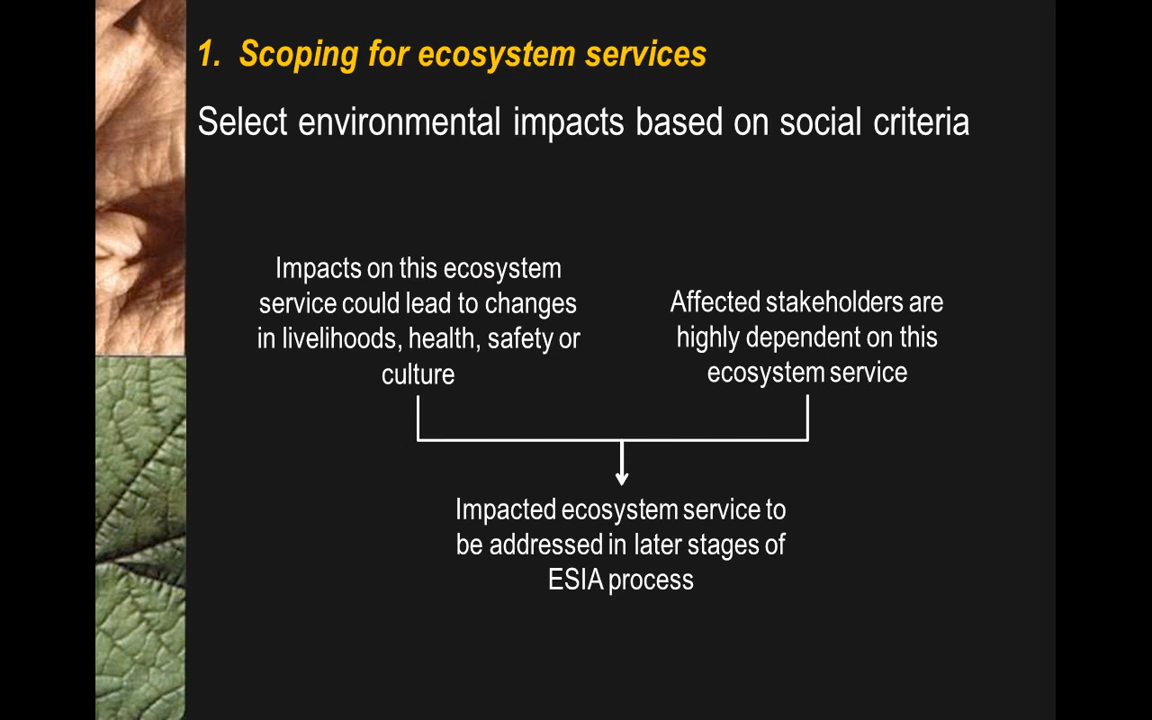 1. Scoping for ecosystem services
Select environmental impacts based on social criteria
Impacts on this ecosystem
service could lead to changes
in livelihoods, health, safety or
culture
Affected stakeholders are
highly dependent on this
ecosystem service
Impacted ecosystem service to
be addressed in later stages of
ESIA process